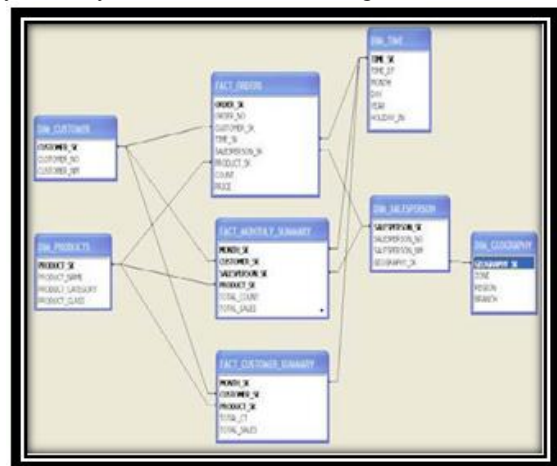 DIM_CUSTOMER
CUSTOMER_SK
CUSTOMER_NO
CUSTOMER_NM
DIM_PRODUCTS
PRODUCT_SK
PRODUCT_NAME
PRODUCT_CATEGORY
PRODUCT_CLASS
FACT_ORDERS
ORDER_SK
ORDER_NO
CUSTOMER_SK
TIME_SK
SALESPERSON_SK
PRODUCT_SK
COUNT
PRICE
FACT_MONTHLY_SUMMARY
MONTH_SK
CUSTOMER_SK
SALESPERSON_SK
PRODUCT_SK
TOTAL_COUNT
TOTAL_SALES
FACT_CUSTOMER_SUMMARY
MONTH_SK
CUSTOMER_SK
PRODUCT_SK
TOTAL_CT
TOTAL_SALES
DIM_TIME
TIME_SK
TIME_DT
MONTH
DAY
YEAR
HOLIDAY_IN
DIM_SALESPERSON
SALESPERSON_SK
SALESPERSON_NO
SALESPERSON_NM
GEOGRAPHY_SK
DIM_GEOGRAPHY
GEOGRAPHY_SK
ZONE
REGION
BRANCH